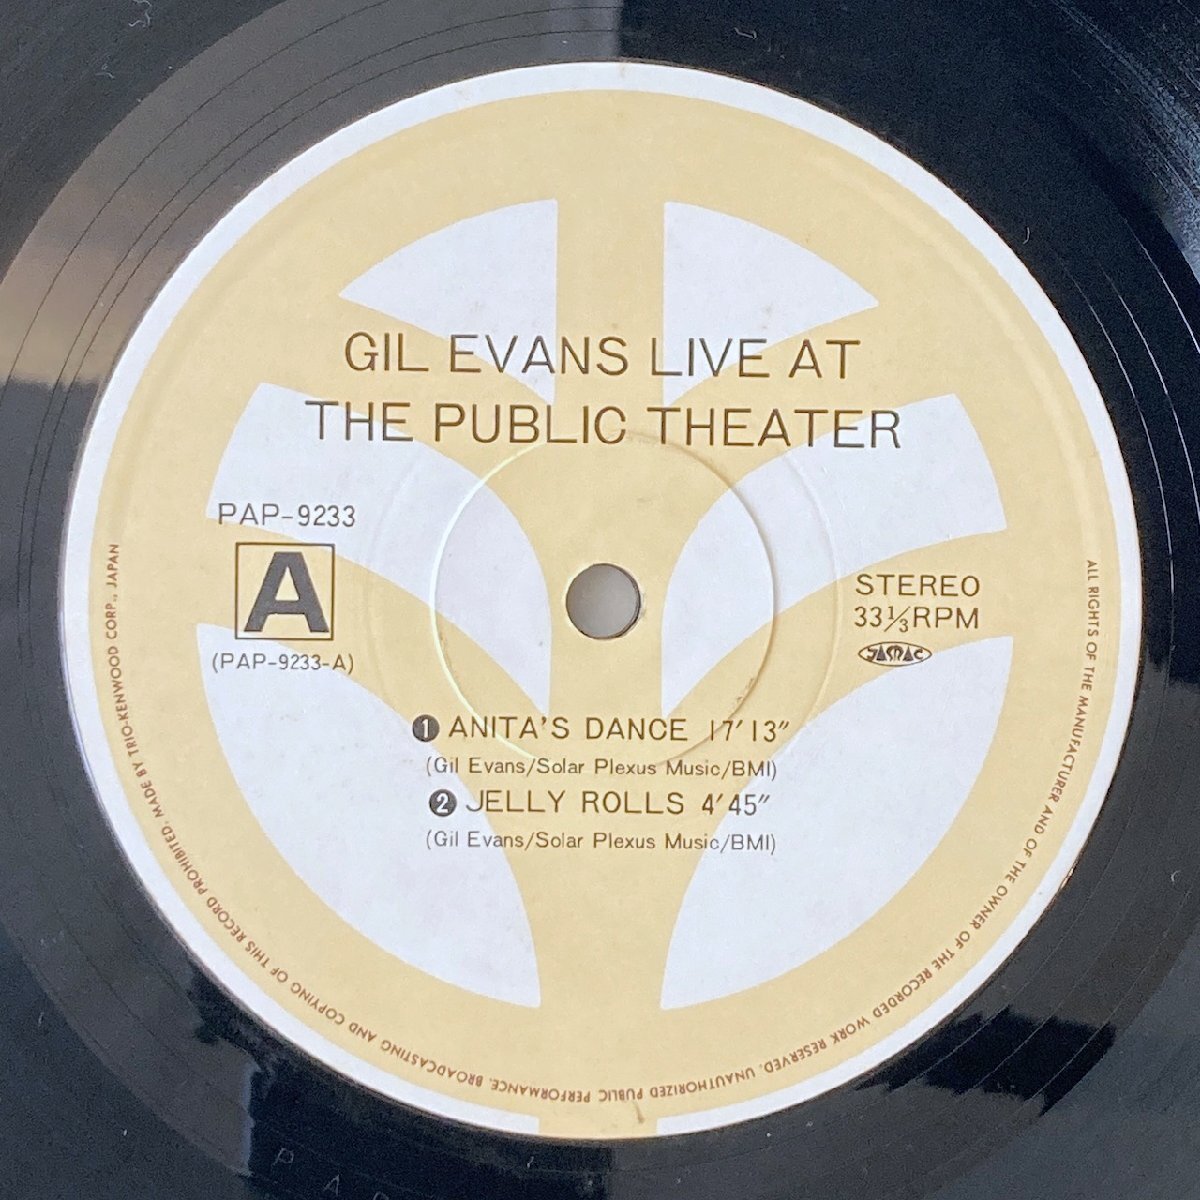 GIL EVANS LIVE AT
THE PUBLIC THEATER
PAP-9233
A
(PAP-9233-A)
STEREO
33⅓RPM
JASRAC
❶ ANITA'S DANCE 17'13"
(Gil Evans/Solar Plexus Music/BMI)
❷ JELLY ROLLS 4'45"
(Gil Evans/Solar Plexus Music/BMI)
ALL RIGHTS OF THE MANUFACTURER AND OF THE OWNER OF THE RECORDED WORK RESERVED. UNAUTHORIZED PUBLIC PERFORMANCE, BROADCASTING AND COPYING OF THIS RECORD PROHIBITED. MADE BY TRIO-KENWOOD CORP., JAPAN